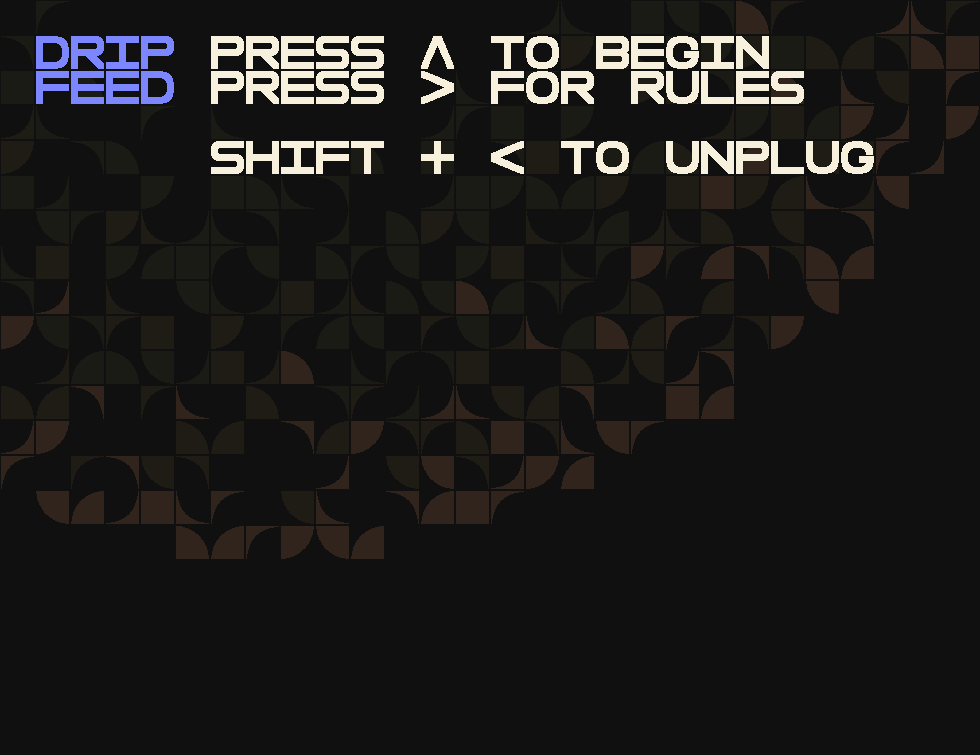 DRIP PRESS ^ TO BEGIN
FEED PRESS > FOR RULES
SHIFT + < TO UNPLUG